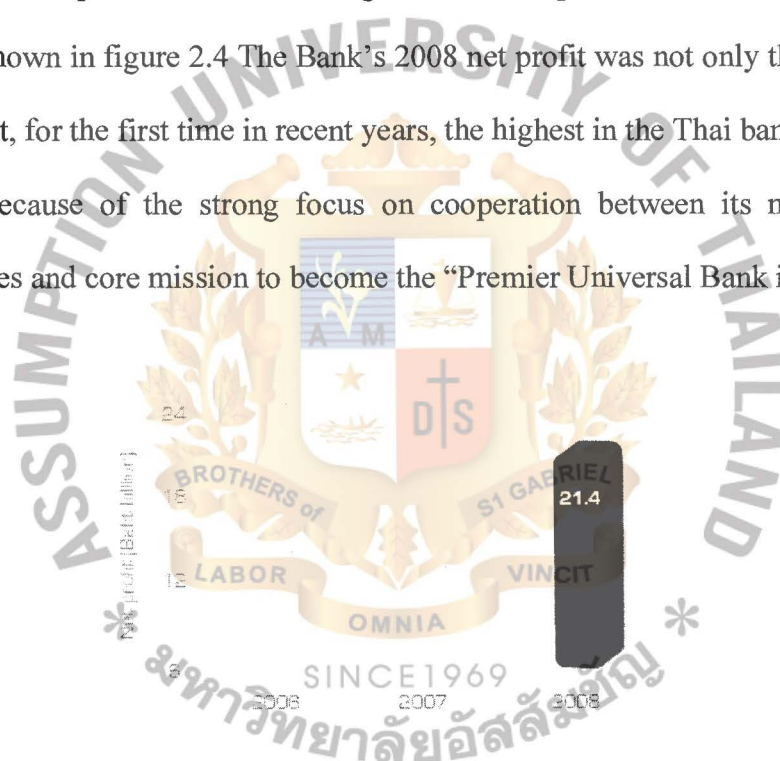 hown in figure 2.4 The Bank's 2008 net profit was not only th
t, for the first time in recent years, the highest in the Thai ban
ecause of the strong focus on cooperation between its m
es and core mission to become the “Premier Universal Bank i
ASSUMPTION UNIVERSITY OF THAILAND
A M
D S
24
BROTHERS of
S1 GABRIEL
18
21.4
12
LABOR
VINCIT
OMNIA
SINCE1969
2006
2007
2008
* มหาวิทยาลัยอัสสัมชัญ *